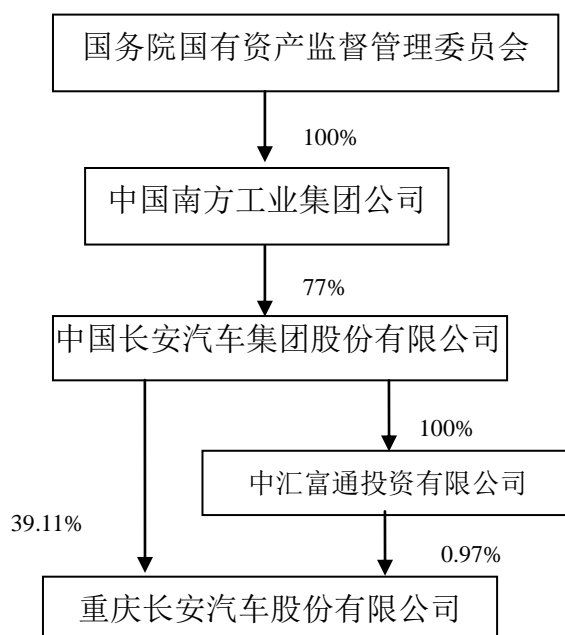 国务院国有资产监督管理委员会
100%
中国南方工业集团公司
77%
中国长安汽车集团股份有限公司
100%
中汇富通投资有限公司
39.11%
0.97%
重庆长安汽车股份有限公司